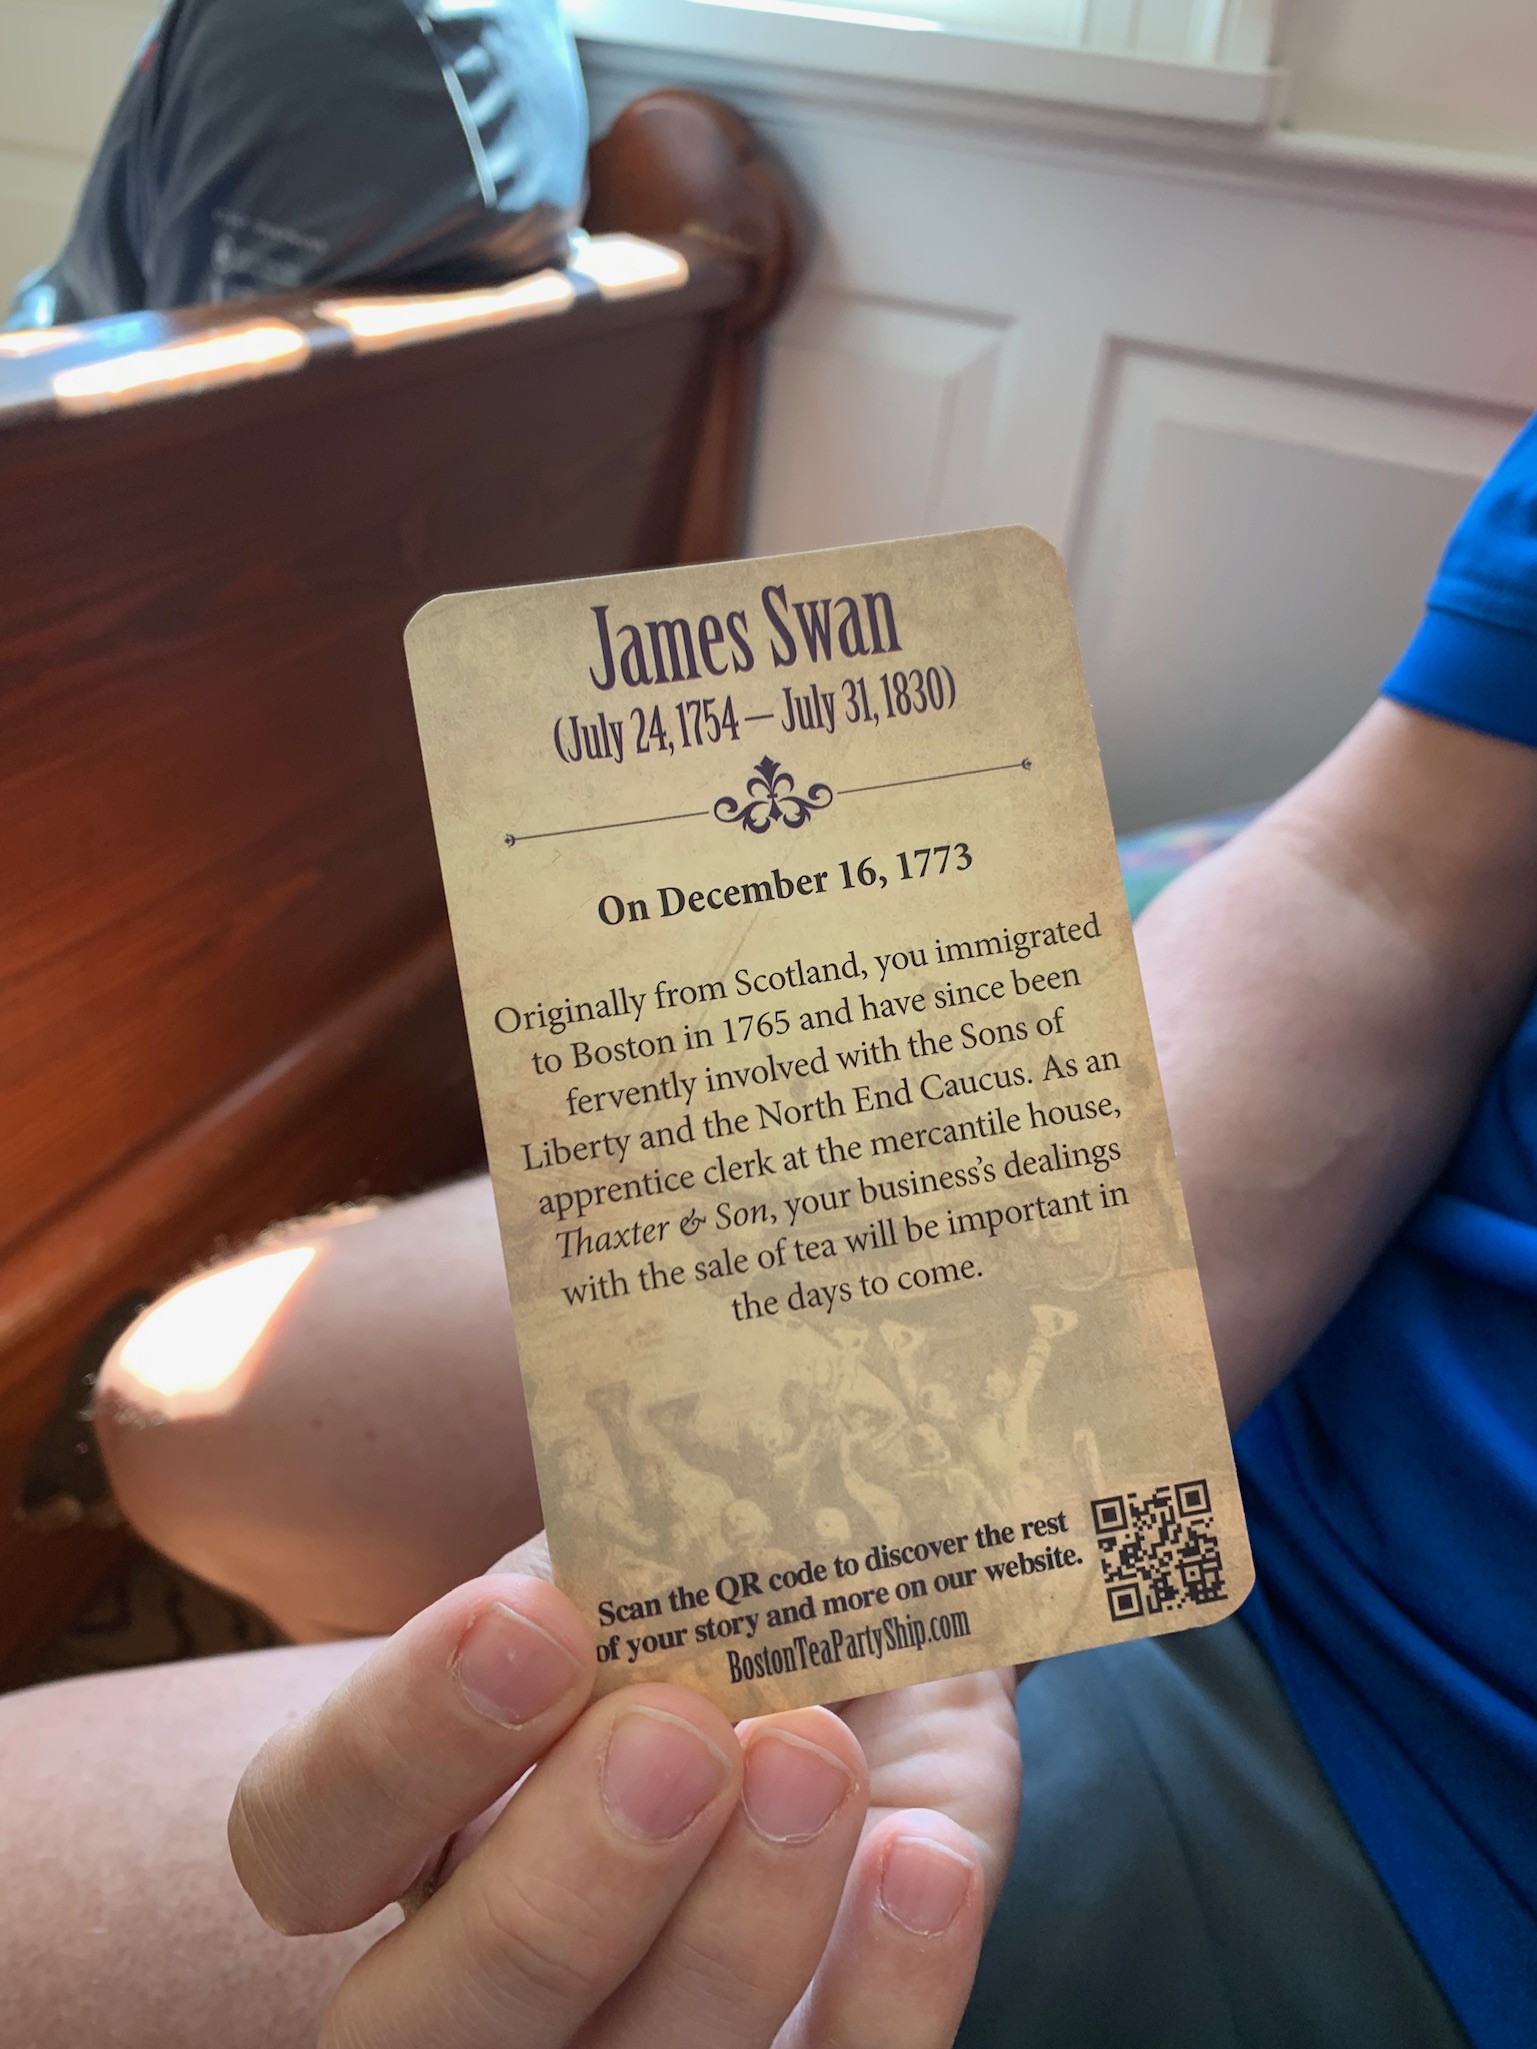 James Swan
(July 24, 1754 – July 31, 1830)
On December 16, 1773
Originally from Scotland, you immigrated
to Boston in 1765 and have since been
fervently involved with the Sons of
Liberty and the North End Caucus. As an
apprentice clerk at the mercantile house,
Thaxter & Son, your business's dealings
with the sale of tea will be important in
the days to come.
Scan the QR code to discover the rest
of your story and more on our website.
BostonTeaPartyShip.com